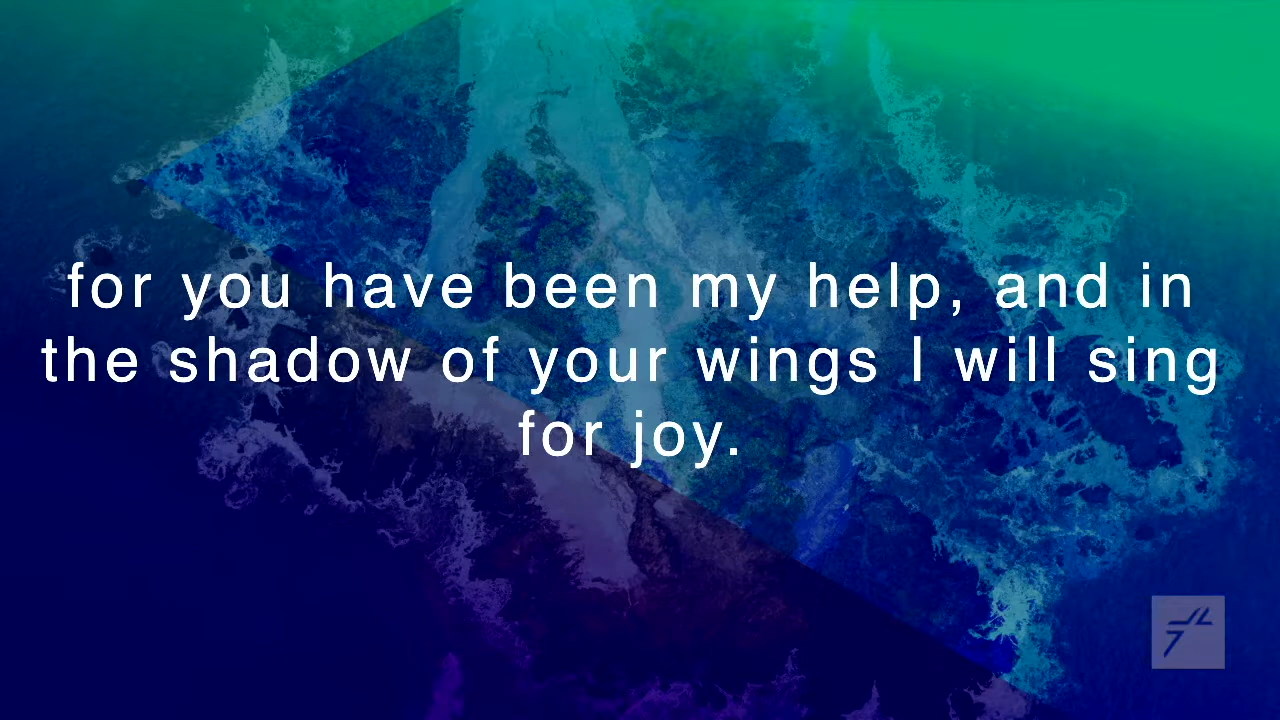 for you have been my help, and in
the shadow of your wings I will sing
for joy.